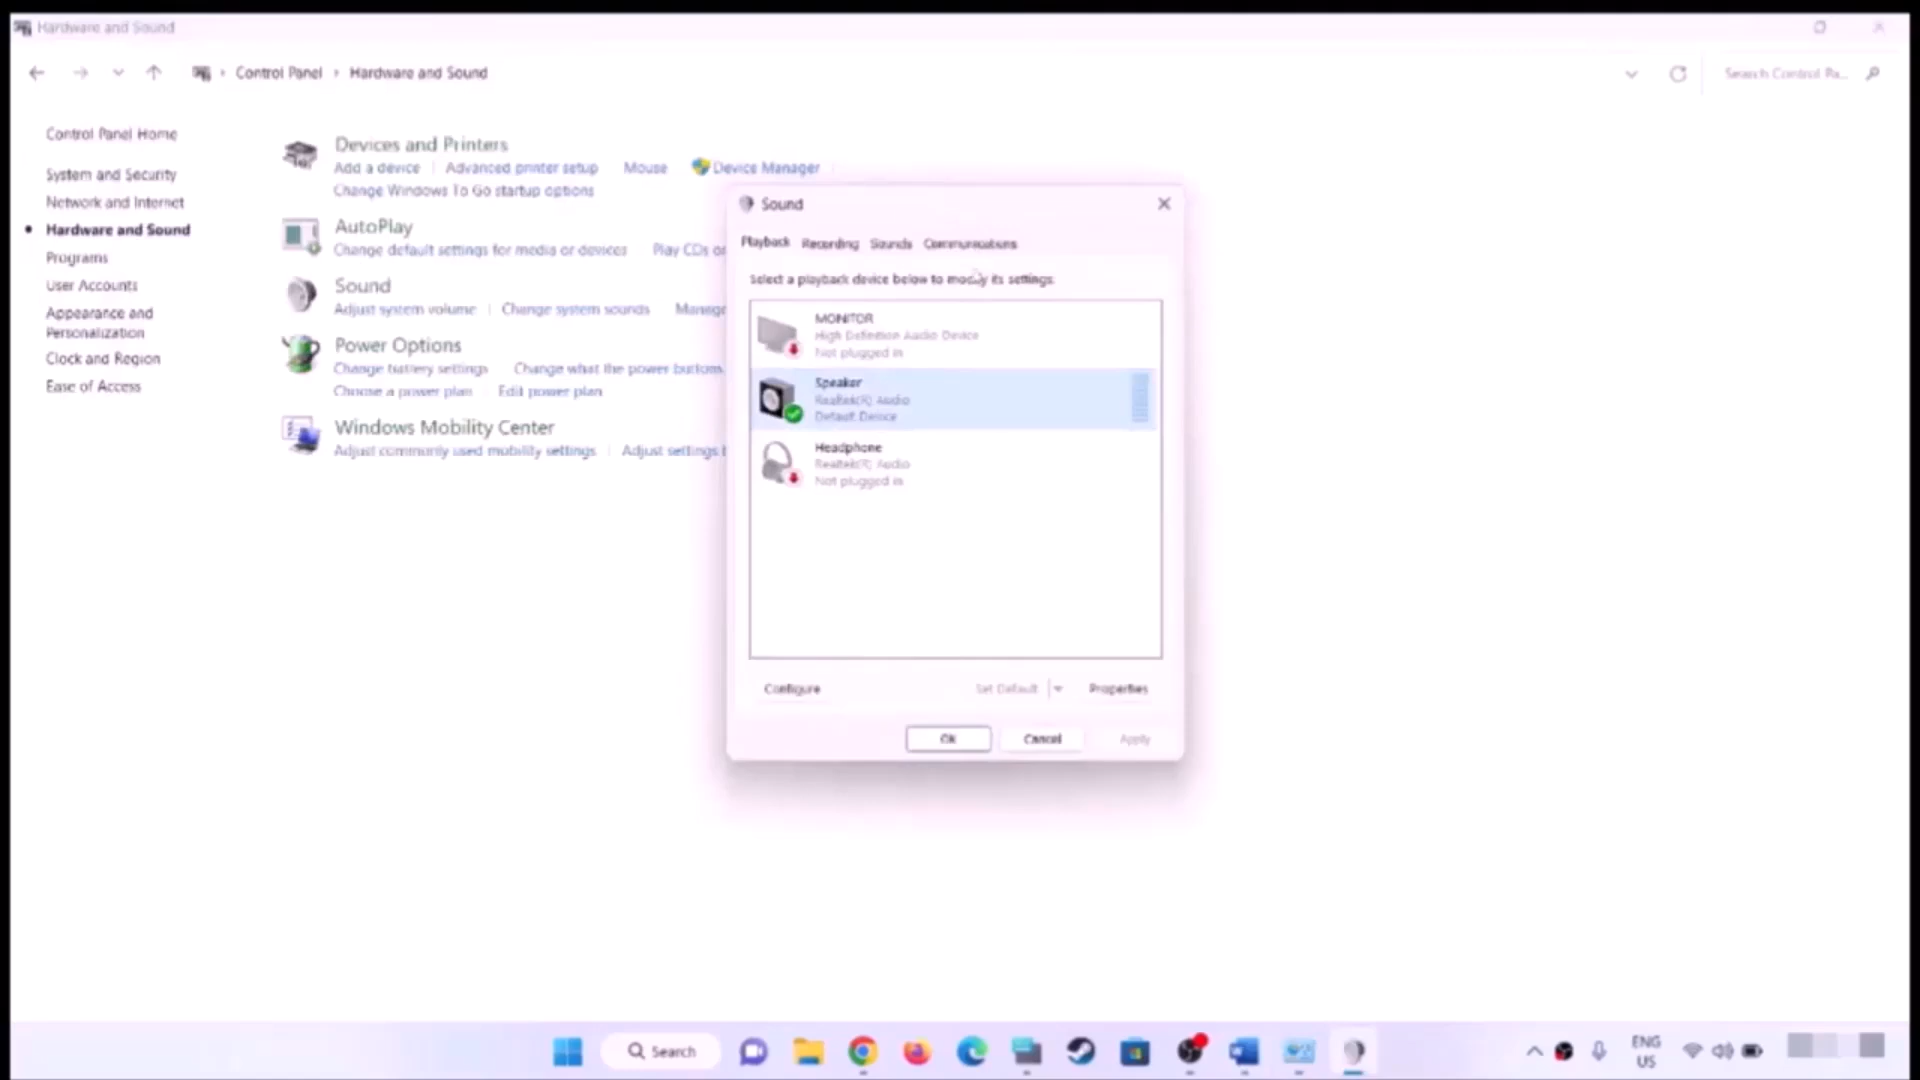 Hardware and Sound
Control Panel › Hardware and Sound
Search Control Pa...
Control Panel Home
System and Security
Network and Internet
Hardware and Sound
Programs
User Accounts
Appearance and
Personalization
Clock and Region
Ease of Access
Devices and Printers
Add a device Advanced printer setup Mouse Device Manager
Change Windows To Go startup options
AutoPlay
Change default settings for media or devices Play CDs or
Sound
Adjust system volume Change system sounds Manage
Power Options
Change battery settings Change what the power buttons
Choose a power plan Edit power plan
Windows Mobility Center
Adjust commonly used mobility settings Adjust settings
Sound
Playback Recording Sounds Communications
Select a playback device below to modify its settings:
MONITOR
High Definition Audio Device
Not plugged in
Speaker
Realtek(R) Audio
Default Device
Headphone
Realtek(R) Audio
Not plugged in
Configure Set Default Properties
OK Cancel Apply
Search
ENG
US